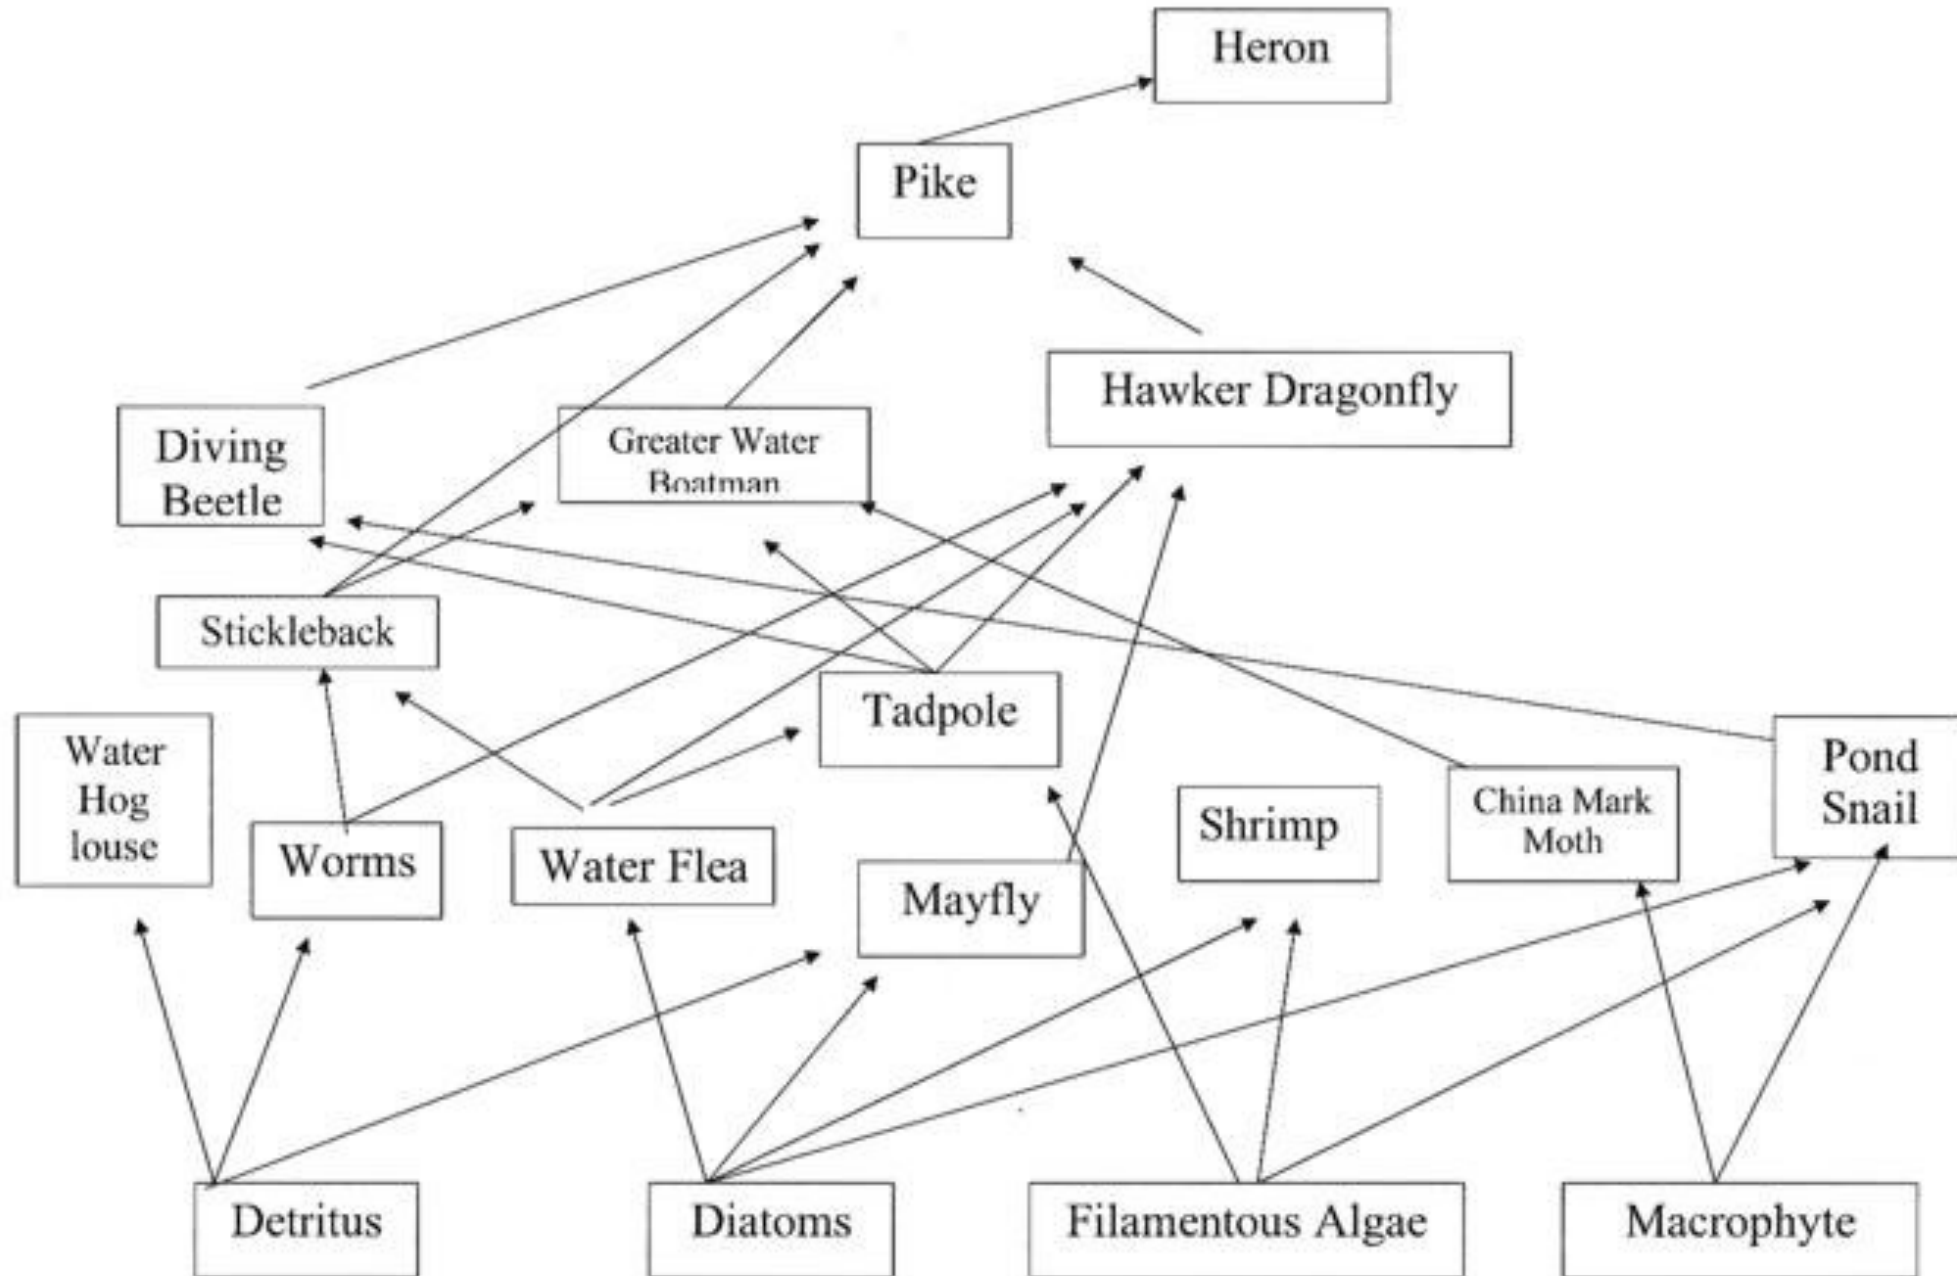 Heron
Pike
Hawker Dragonfly
Diving
Beetle
Greater Water
Boatman
Stickleback
Tadpole
Water
Hog
louse
Worms
Water Flea
Mayfly
Shrimp
China Mark
Moth
Pond
Snail
Detritus
Diatoms
Filamentous Algae
Macrophyte